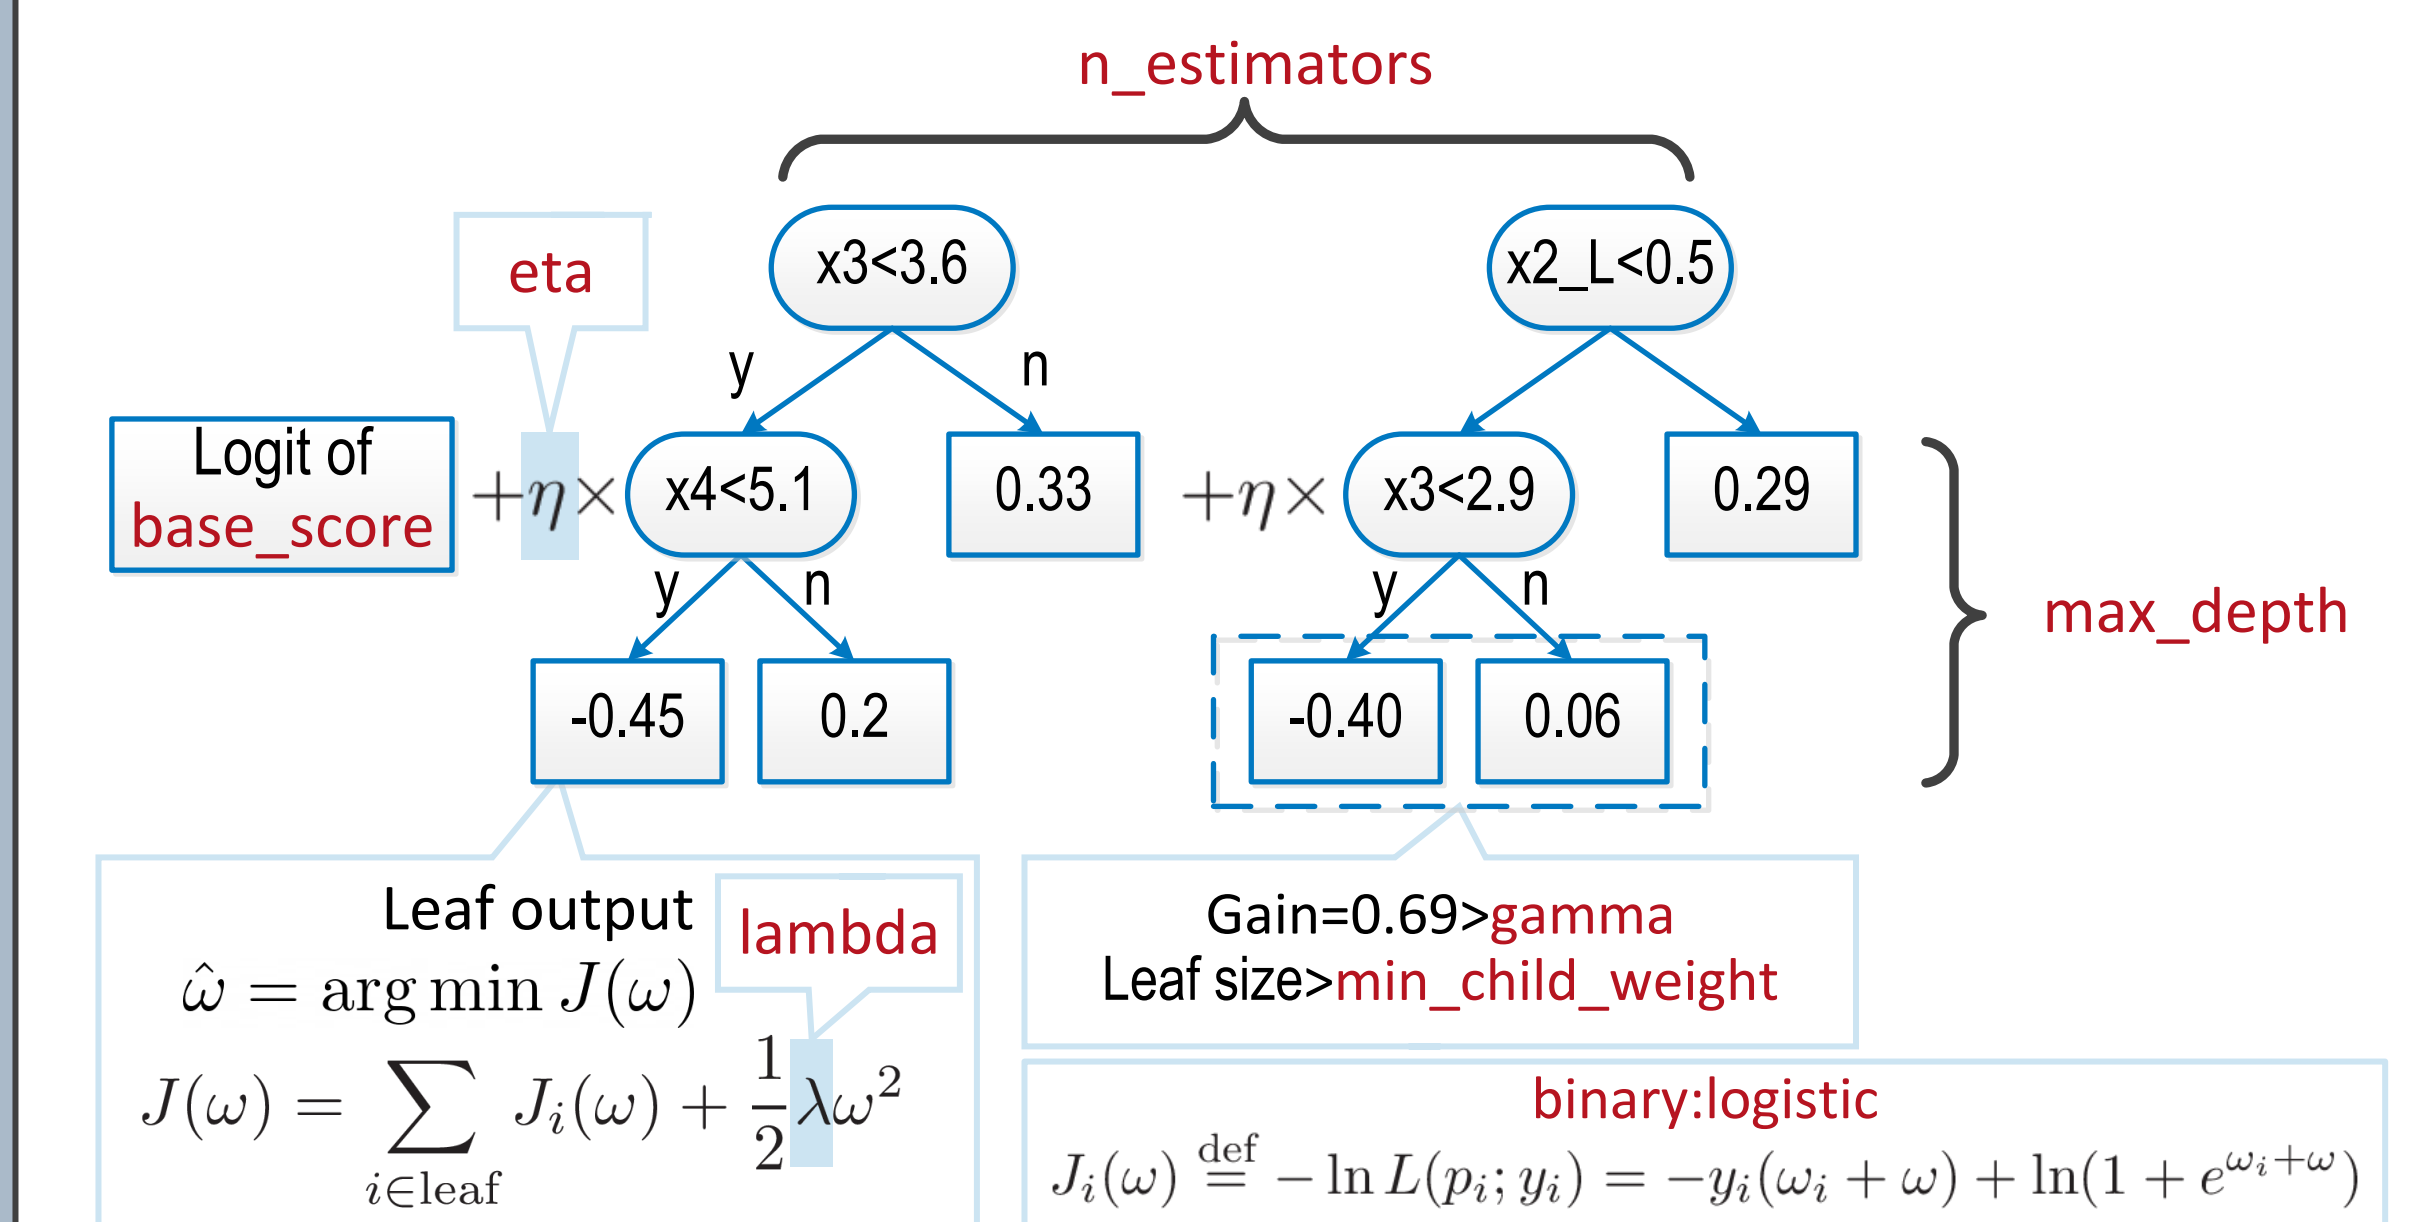 n_estimators
eta
x3<3.6
x2_L<0.5
y
n
Logit of
base_score
+η×
x4<5.1
0.33
+η×
x3<2.9
0.29
y
n
y
n
max_depth
-0.45
0.2
-0.40
0.06
Leaf output
lambda
ω̂ = arg min J(ω)
J(ω) = ∑_{i∈leaf} J_i(ω) + 1/2 λω²
Gain=0.69>gamma
Leaf size>min_child_weight
binary:logistic
J_i(ω) \stackrel{def}{=} − ln L(p_i; y_i) = −y_i(ω_i + ω) + ln(1 + e^{ω_i+ω})